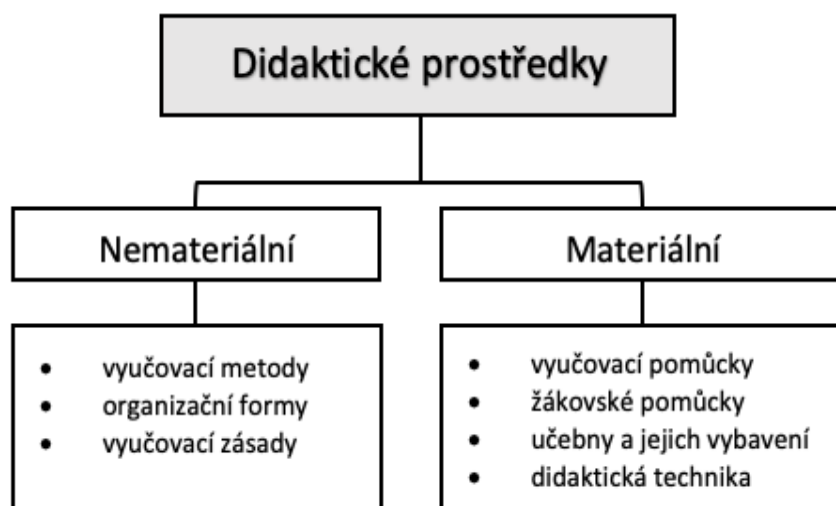 Didaktické prostředky
Nemateriální
• vyučovací metody
• organizační formy
• vyučovací zásady
Materiální
• vyučovací pomůcky
• žákovské pomůcky
• učebny a jejich vybavení
• didaktická technika